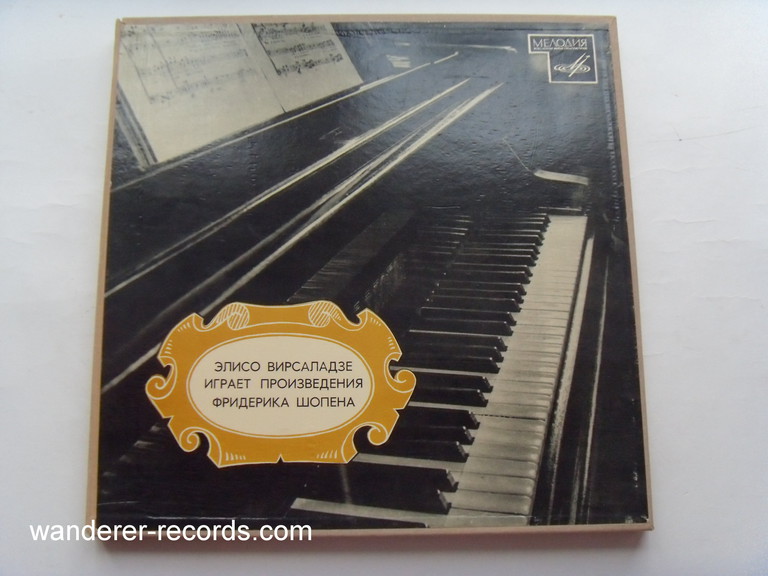 МЕЛОДИЯ
ЭЛИСО ВИРСАЛАДЗЕ
ИГРАЕТ ПРОИЗВЕДЕНИЯ
ФРИДЕРИКА ШОПЕНА
wanderer-records.com